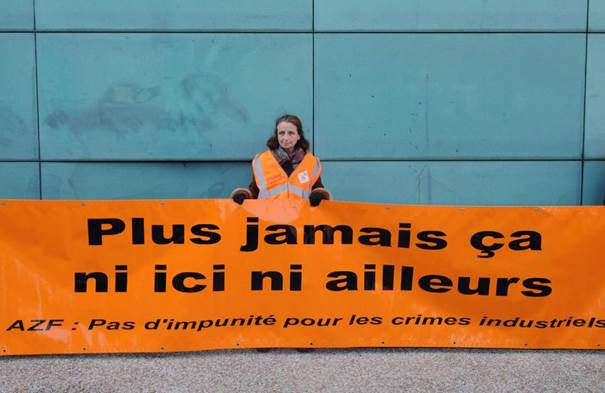 Plus jamais ça
ni ici ni ailleurs
AZF : Pas d'impunité pour les crimes industriels